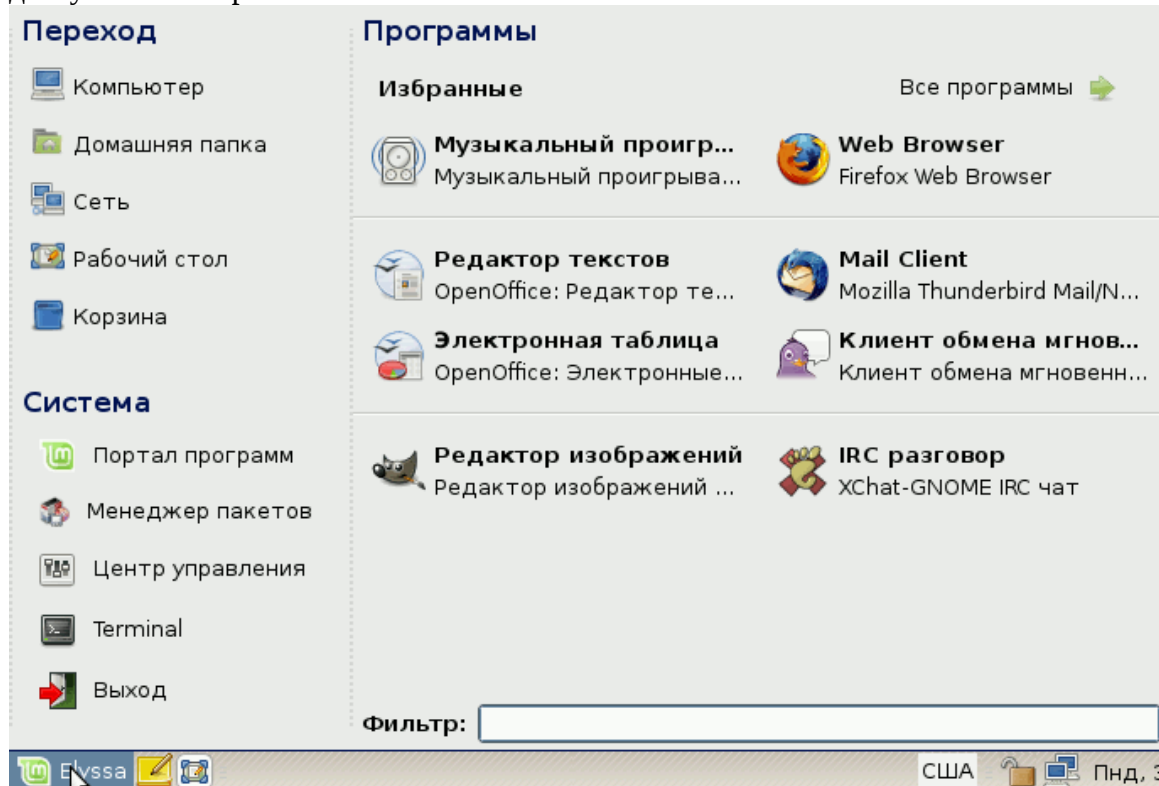 Переход
Компьютер
Домашняя папка
Сеть
Рабочий стол
Корзина
Система
Портал программ
Менеджер пакетов
Центр управления
Terminal
Выход
Программы
Избранные
Все программы
Музыкальный проигр...
Музыкальный проигрыва...
Web Browser
Firefox Web Browser
Редактор текстов
OpenOffice: Редактор те...
Mail Client
Mozilla Thunderbird Mail/N...
Электронная таблица
OpenOffice: Электронные...
Клиент обмена мгнов...
Клиент обмена мгновенн...
Редактор изображений
Редактор изображений ...
IRC разговор
XChat-GNOME IRC чат
Фильтр:
Elyssa
США
Пнд, 3